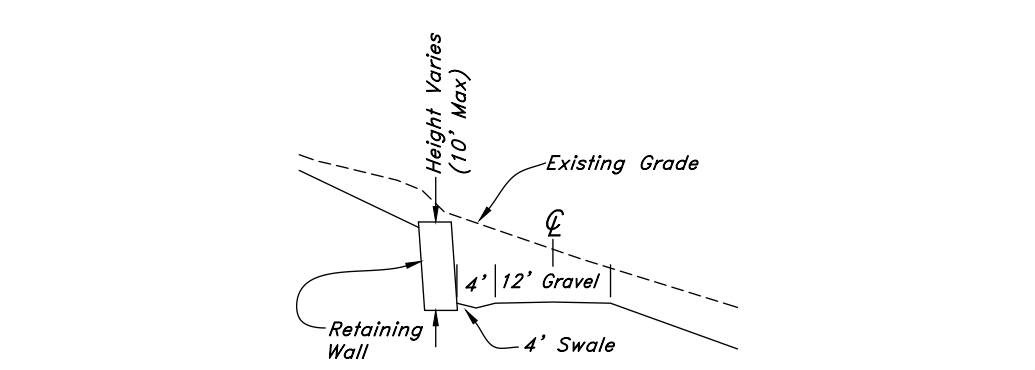 Height Varies
(10' Max)
Existing Grade
℄
4'
12' Gravel
Retaining
Wall
4' Swale